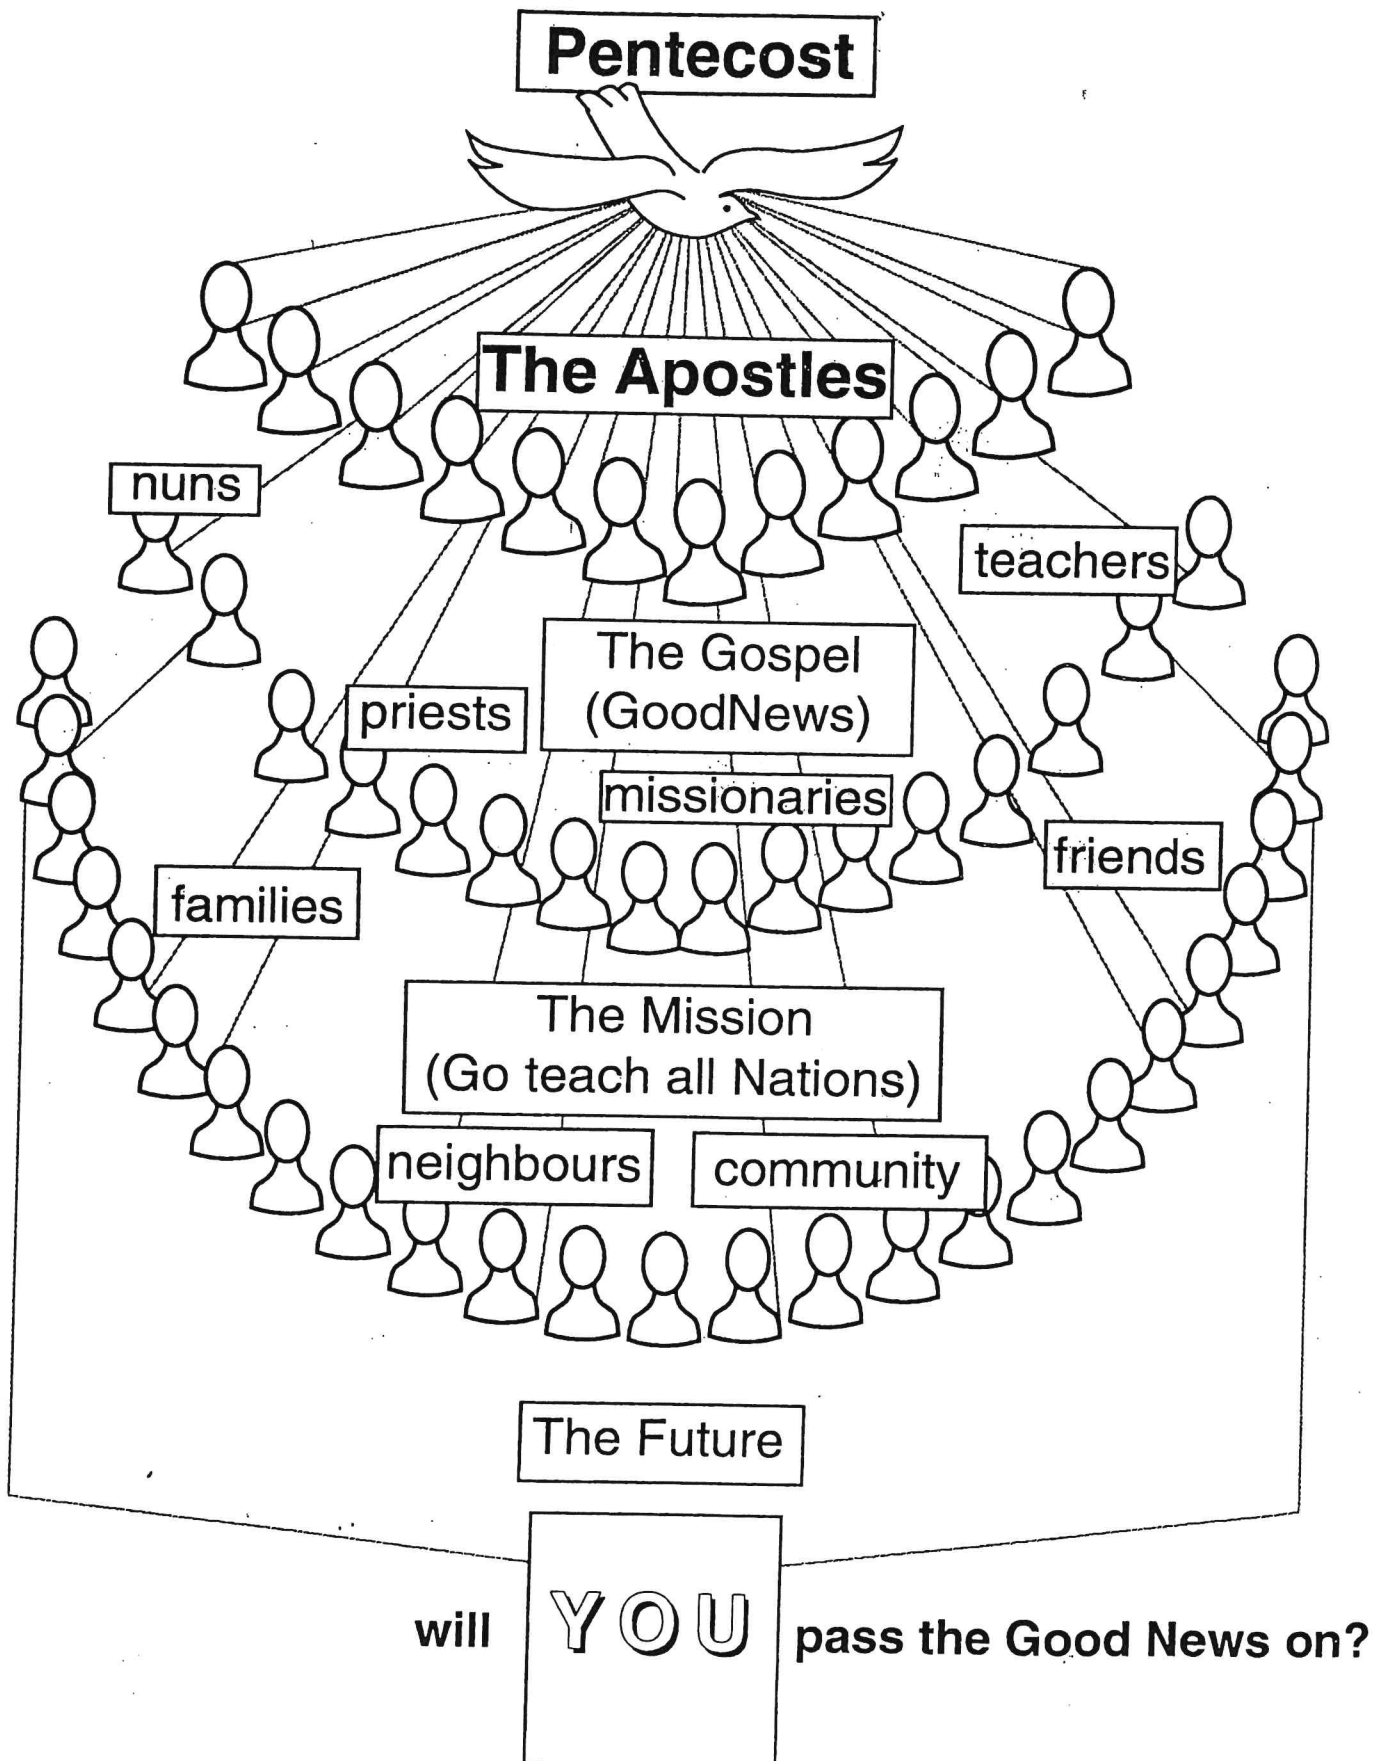 Pentecost
The Apostles
nuns
teachers
The Gospel
(GoodNews)
priests
missionaries
friends
families
The Mission
(Go teach all Nations)
neighbours
community
The Future
will YOU pass the Good News on?